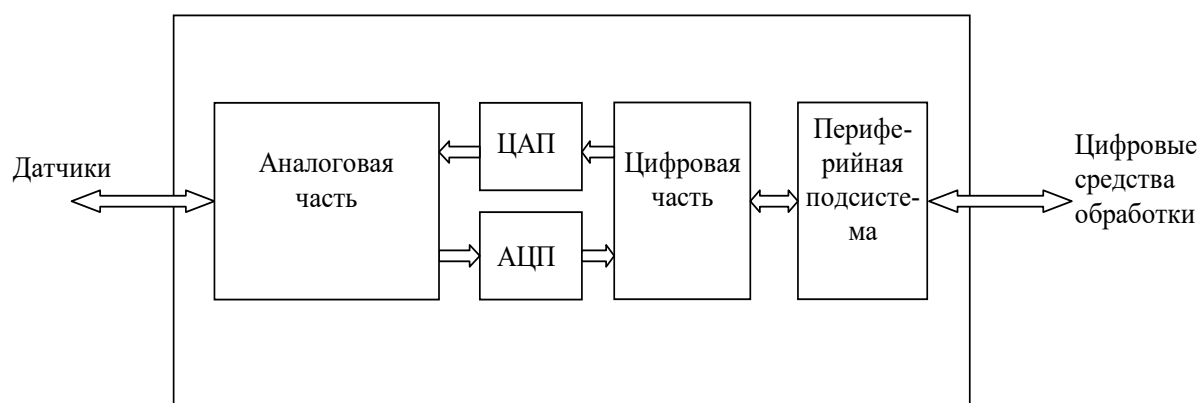 Датчики
Аналоговая
часть
ЦАП
АЦП
Цифровая
часть
Перифе-
рийная
подсисте-
ма
Цифровые
средства
обработки